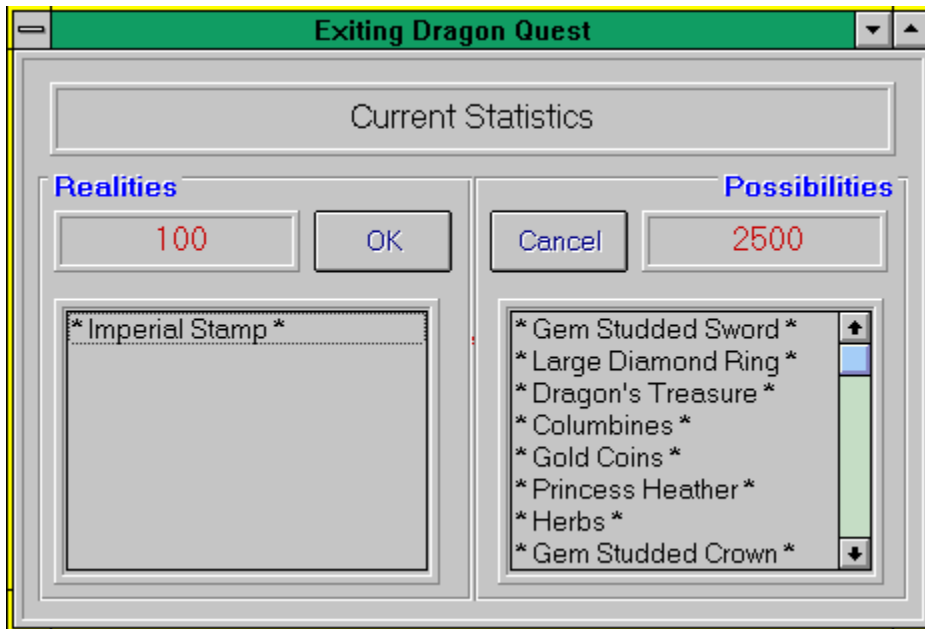 Exiting Dragon Quest
Current Statistics
Realities
100
OK
* Imperial Stamp *
Possibilities
Cancel
2500
* Gem Studded Sword *
* Large Diamond Ring *
* Dragon's Treasure *
* Columbines *
* Gold Coins *
* Princess Heather *
* Herbs *
* Gem Studded Crown *